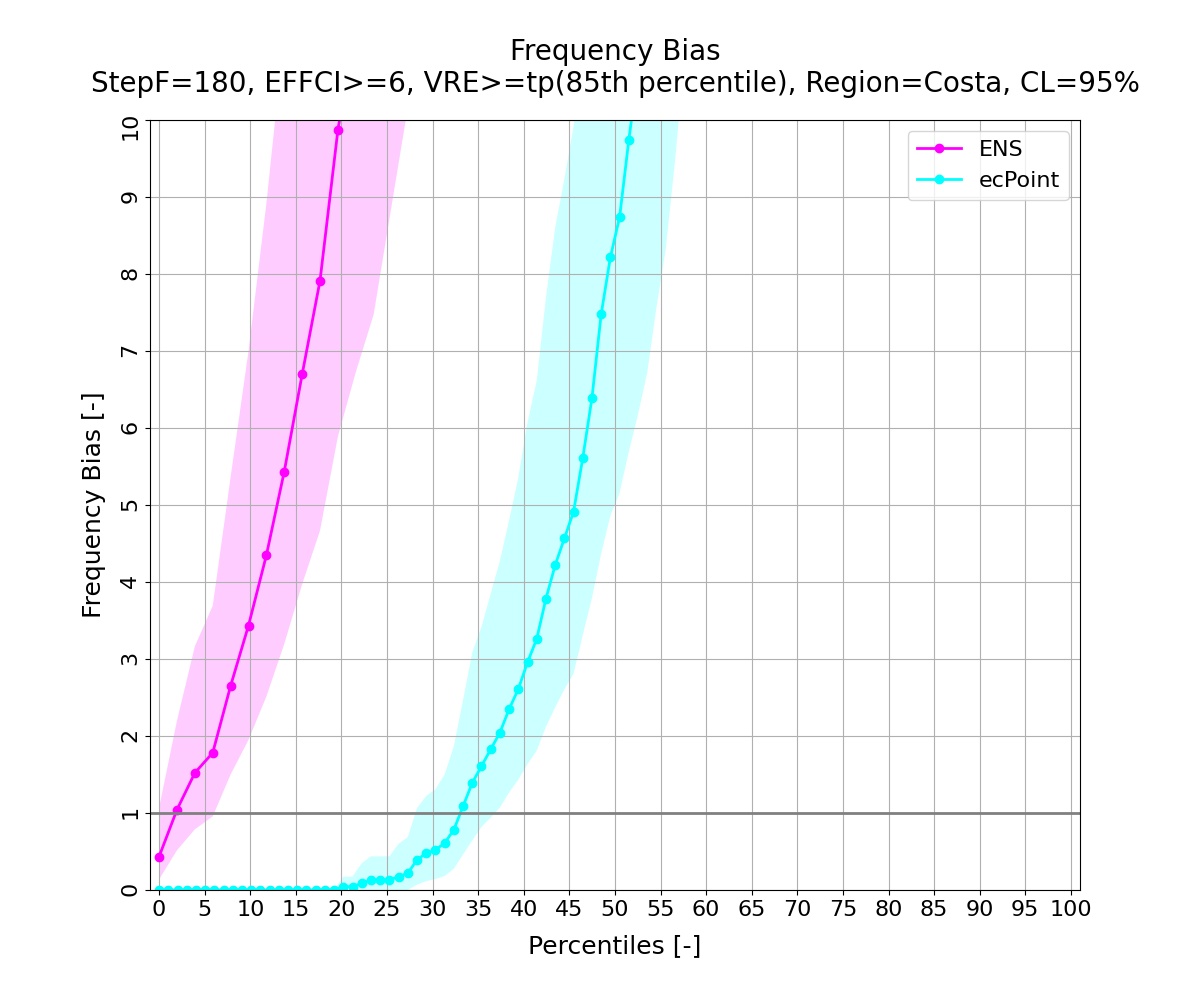 Frequency Bias
StepF=180, EFFCI>=6, VRE>=tp(85th percentile), Region=Costa, CL=95%
ENS
ecPoint
Frequency Bias [-]
10
9
8
7
6
5
4
3
2
1
0
0 5 10 15 20 25 30 35 40 45 50 55 60 65 70 75 80 85 90 95 100
Percentiles [-]